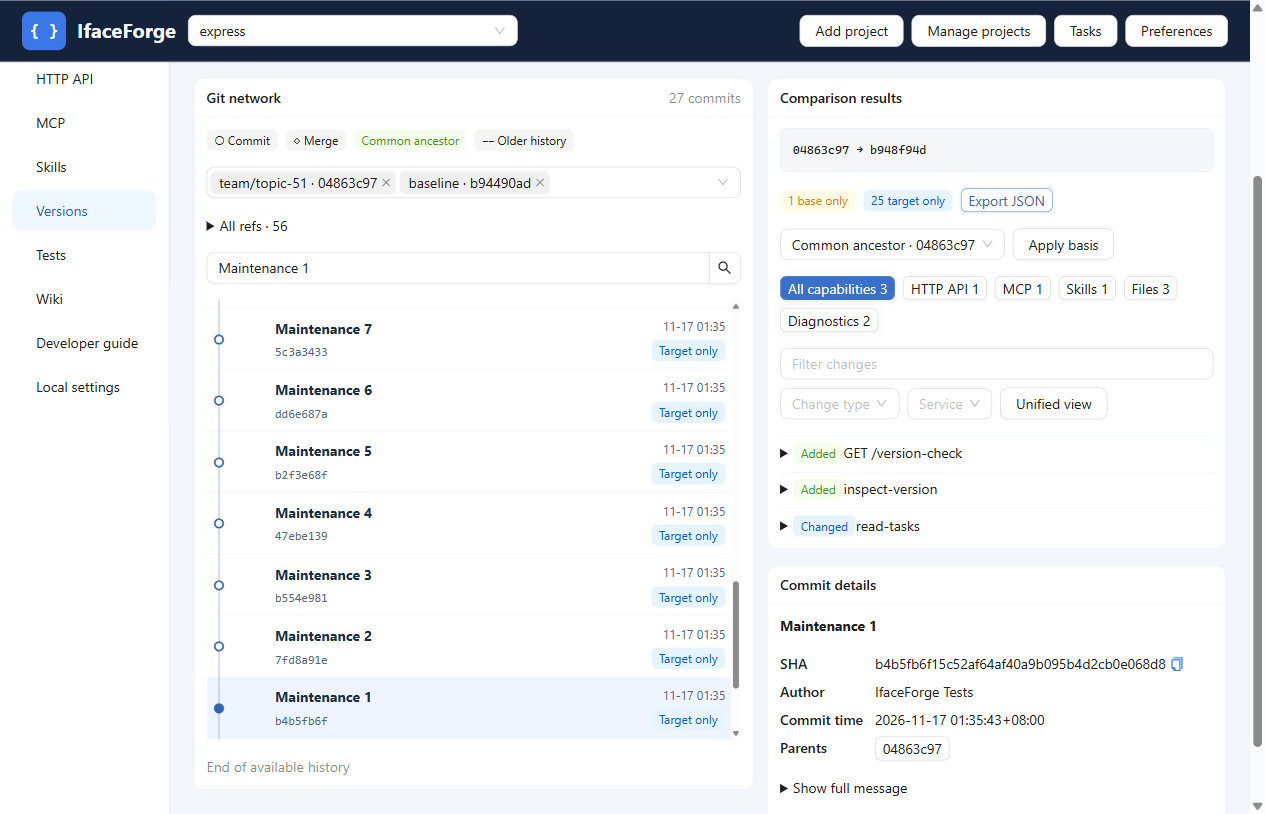 { } IfaceForge
express
Add project
Manage projects
Tasks
Preferences
HTTP API
MCP
Skills
Versions
Tests
Wiki
Developer guide
Local settings
Git network
27 commits
Commit
Merge
Common ancestor
-- Older history
team/topic-51 · 04863c97 ×
baseline · b94490ad ×
All refs · 56
Maintenance 1
Maintenance 7
11-17 01:35
5c3a3433
Target only
Maintenance 6
11-17 01:35
dd6e687a
Target only
Maintenance 5
11-17 01:35
b2f3e68f
Target only
Maintenance 4
11-17 01:35
47ebe139
Target only
Maintenance 3
11-17 01:35
b554e981
Target only
Maintenance 2
11-17 01:35
7fd8a91e
Target only
Maintenance 1
11-17 01:35
b4b5fb6f
Target only
End of available history
Comparison results
04863c97 → b948f94d
1 base only
25 target only
Export JSON
Common ancestor · 04863c97
Apply basis
All capabilities 3
HTTP API 1
MCP 1
Skills 1
Files 3
Diagnostics 2
Filter changes
Change type
Service
Unified view
Added GET /version-check
Added inspect-version
Changed read-tasks
Commit details
Maintenance 1
SHA b4b5fb6f15c52af64af40a9b095b4d2cb0e068d8
Author IfaceForge Tests
Commit time 2026-11-17 01:35:43+08:00
Parents 04863c97
Show full message